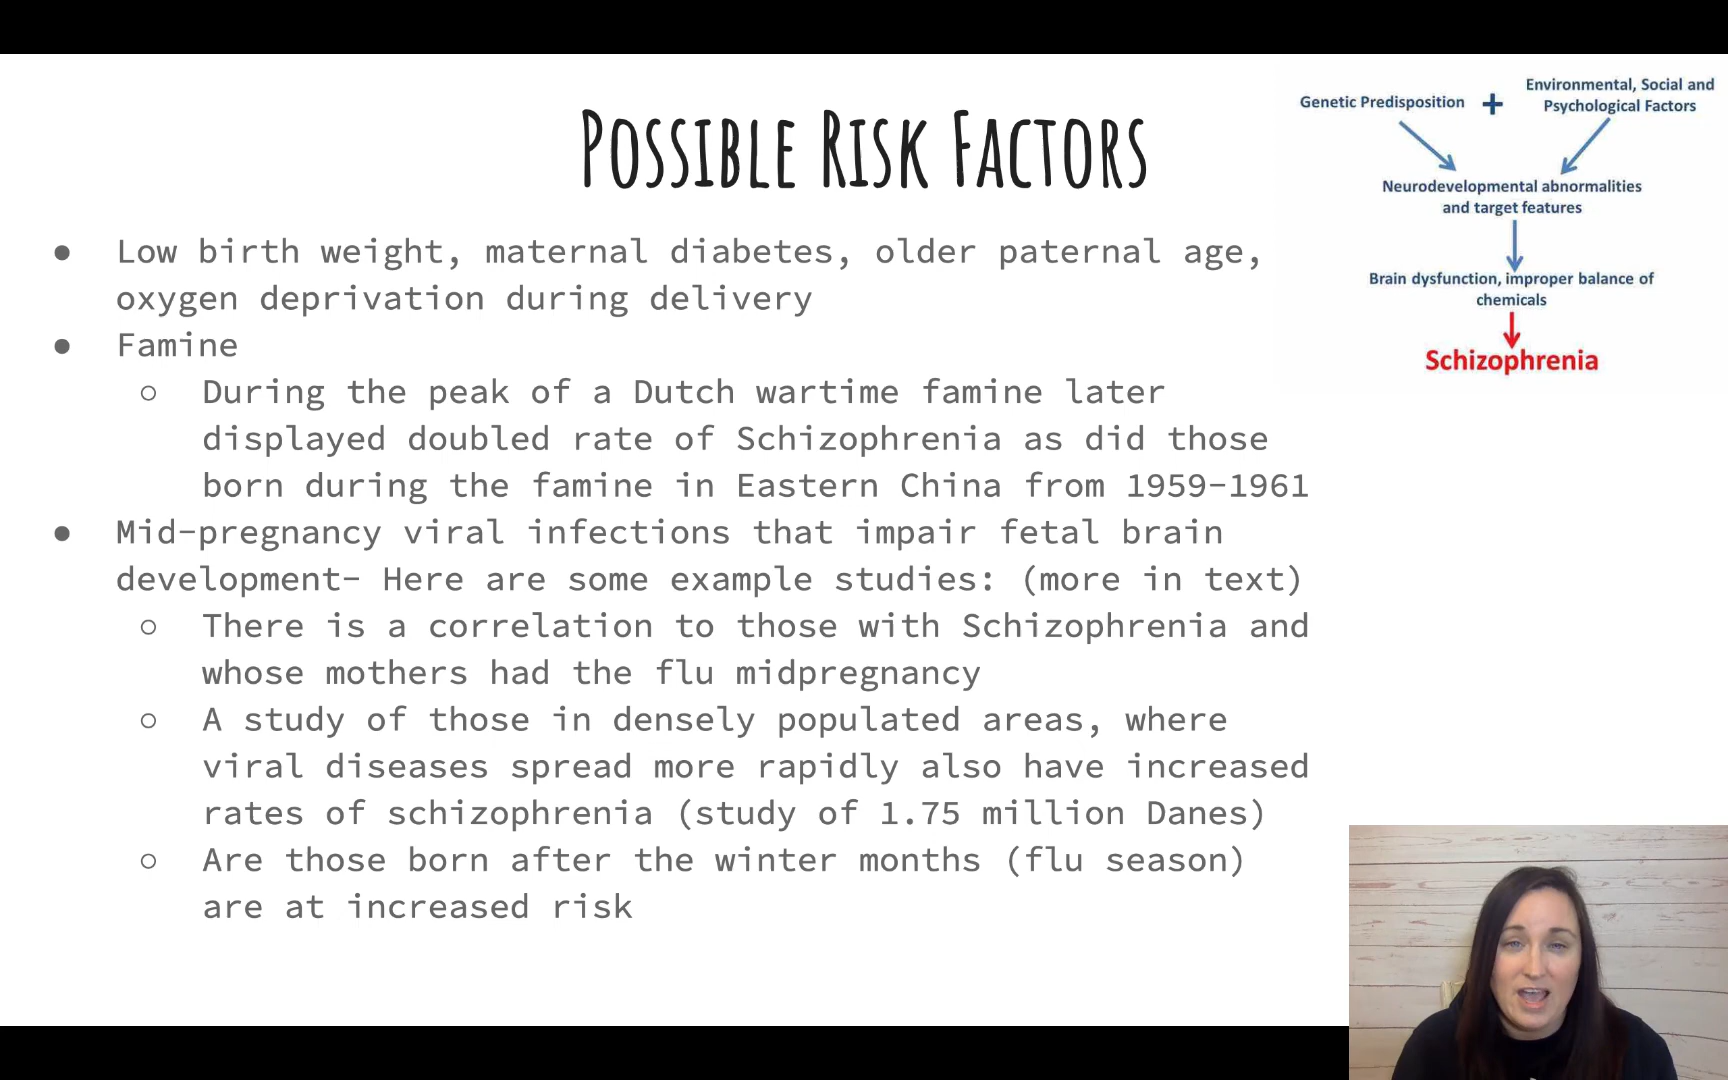 Possible Risk Factors
● Low birth weight, maternal diabetes, older paternal age,
oxygen deprivation during delivery
● Famine
○ During the peak of a Dutch wartime famine later
displayed doubled rate of Schizophrenia as did those
born during the famine in Eastern China from 1959-1961
● Mid-pregnancy viral infections that impair fetal brain
development- Here are some example studies: (more in text)
○ There is a correlation to those with Schizophrenia and
whose mothers had the flu midpregnancy
○ A study of those in densely populated areas, where
viral diseases spread more rapidly also have increased
rates of schizophrenia (study of 1.75 million Danes)
○ Are those born after the winter months (flu season)
are at increased risk
Genetic Predisposition +
Environmental, Social and
Psychological Factors
Neurodevelopmental abnormalities
and target features
Brain dysfunction, improper balance of
chemicals
Schizophrenia